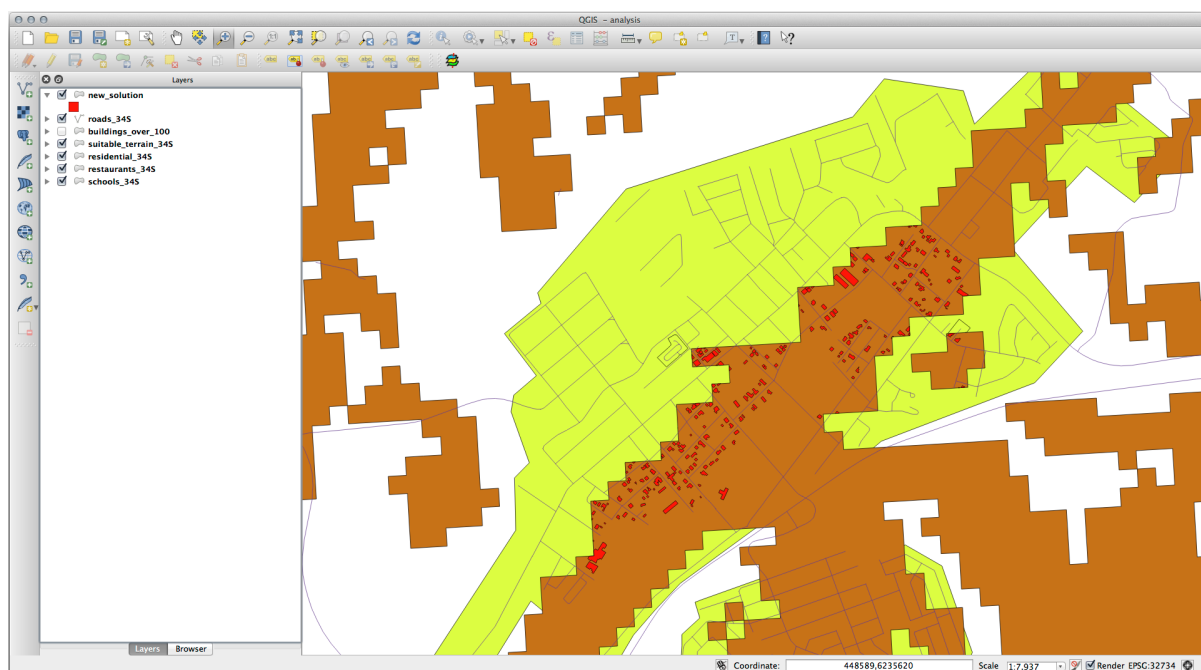 QGIS - analysis
Layers
new_solution
roads_34S
buildings_over_100
suitable_terrain_34S
residential_34S
restaurants_34S
schools_34S
Layers Browser
Coordinate: 448589,6235620 Scale 1:7,937 Render EPSG:32734